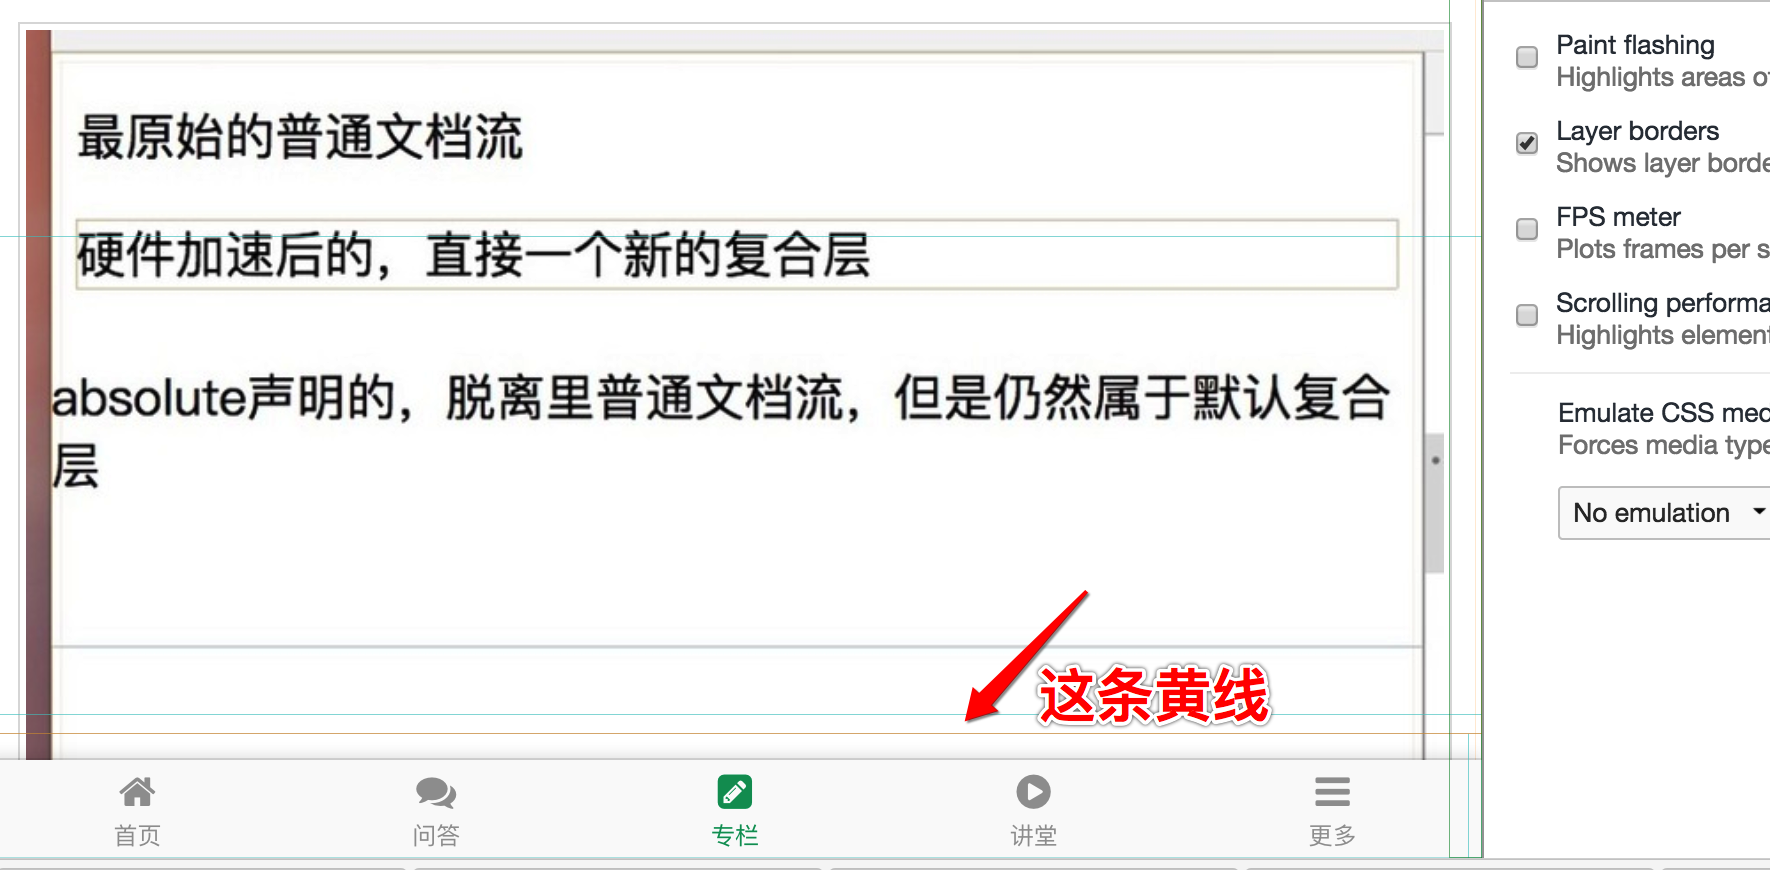 最原始的普通文档流
硬件加速后的，直接一个新的复合层
absolute声明的，脱离里普通文档流，但是仍然属于默认复合
层
这条黄线
首页
问答
专栏
讲堂
更多
Paint flashing
Highlights areas of
Layer borders
Shows layer borde
FPS meter
Plots frames per s
Scrolling performa
Highlights element
Emulate CSS med
Forces media type
No emulation